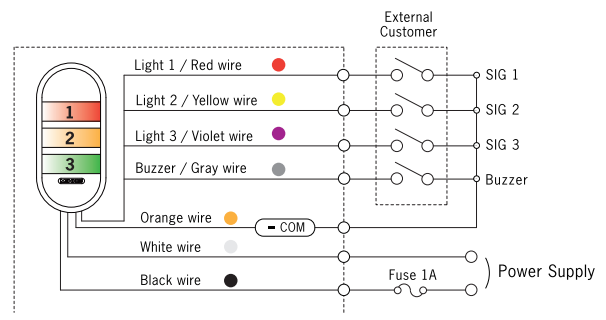 External
Customer
Light 1 / Red wire
SIG 1
Light 2 / Yellow wire
SIG 2
Light 3 / Violet wire
SIG 3
Buzzer / Gray wire
Buzzer
1
2
3
Orange wire
- COM
White wire
Black wire
Fuse 1A
Power Supply